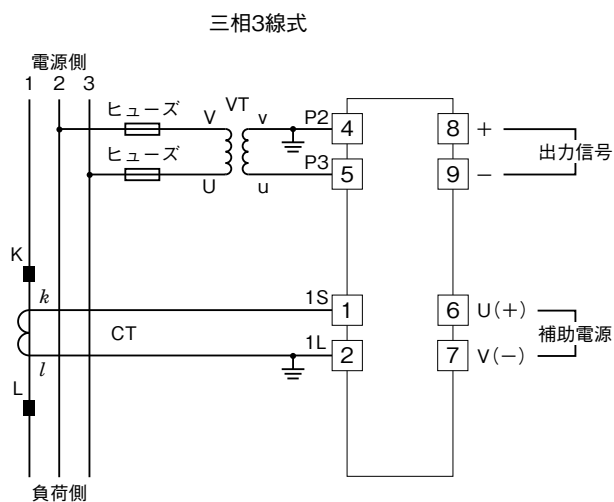 三相3線式
電源側
1 2 3
ヒューズ
V VT v
P2 4
8 +
ヒューズ
U u
P3 5
9 −
出力信号
K
k
1S 1
6 U(+)
CT
l
1L 2
7 V(−)
補助電源
L
負荷側